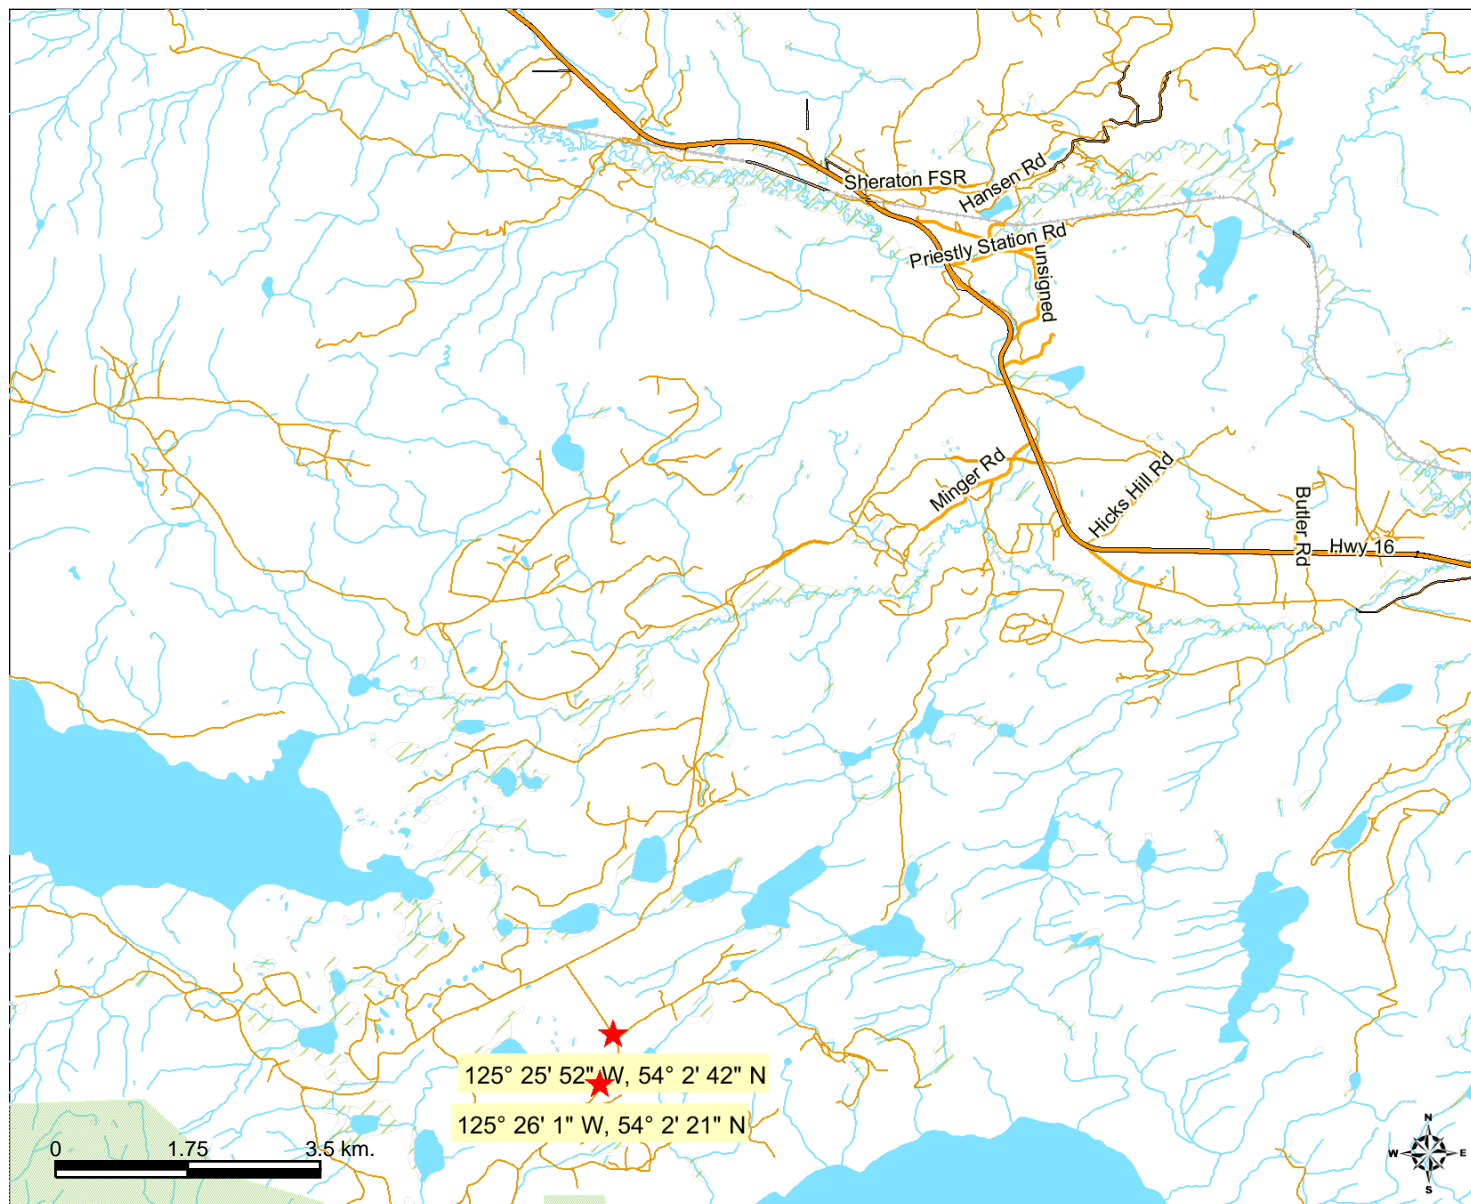 Sheraton FSR
Hansen Rd
Priestly Station Rd
unsigned
Minger Rd
Hicks Hill Rd
Butler Rd
Hwy 16
125° 25' 52" W, 54° 2' 42" N
125° 26' 1" W, 54° 2' 21" N
0 1.75 3.5 km.
N
W E
S